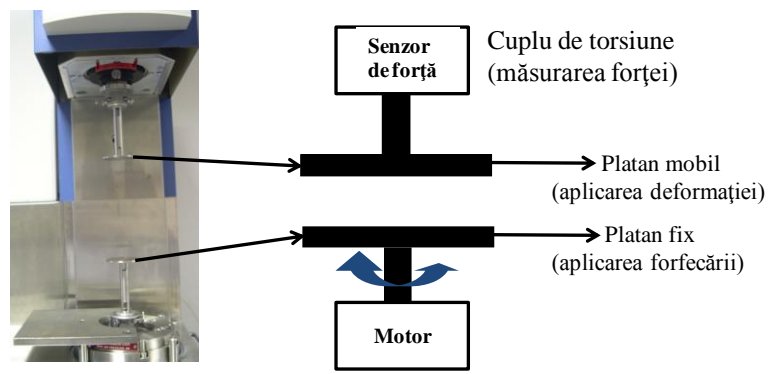 Senzor
de forță
Cuplu de torsiune
(măsurarea forței)
Platan mobil
(aplicarea deformației)
Platan fix
(aplicarea forfecării)
Motor